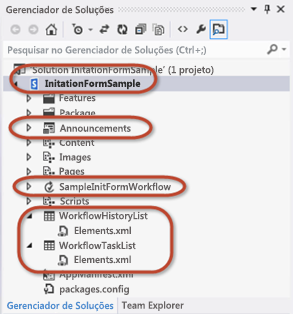 Gerenciador de Soluções
Pesquisar no Gerenciador de Soluções (Ctrl+;)
Solution InitationFormSample' (1 projeto)
InitationFormSample
Features
Package
Announcements
Content
Images
Pages
SampleInitFormWorkflow
Scripts
WorkflowHistoryList
Elements.xml
WorkflowTaskList
Elements.xml
AppManifest.xml
packages.config
Gerenciador de Soluções Team Explorer